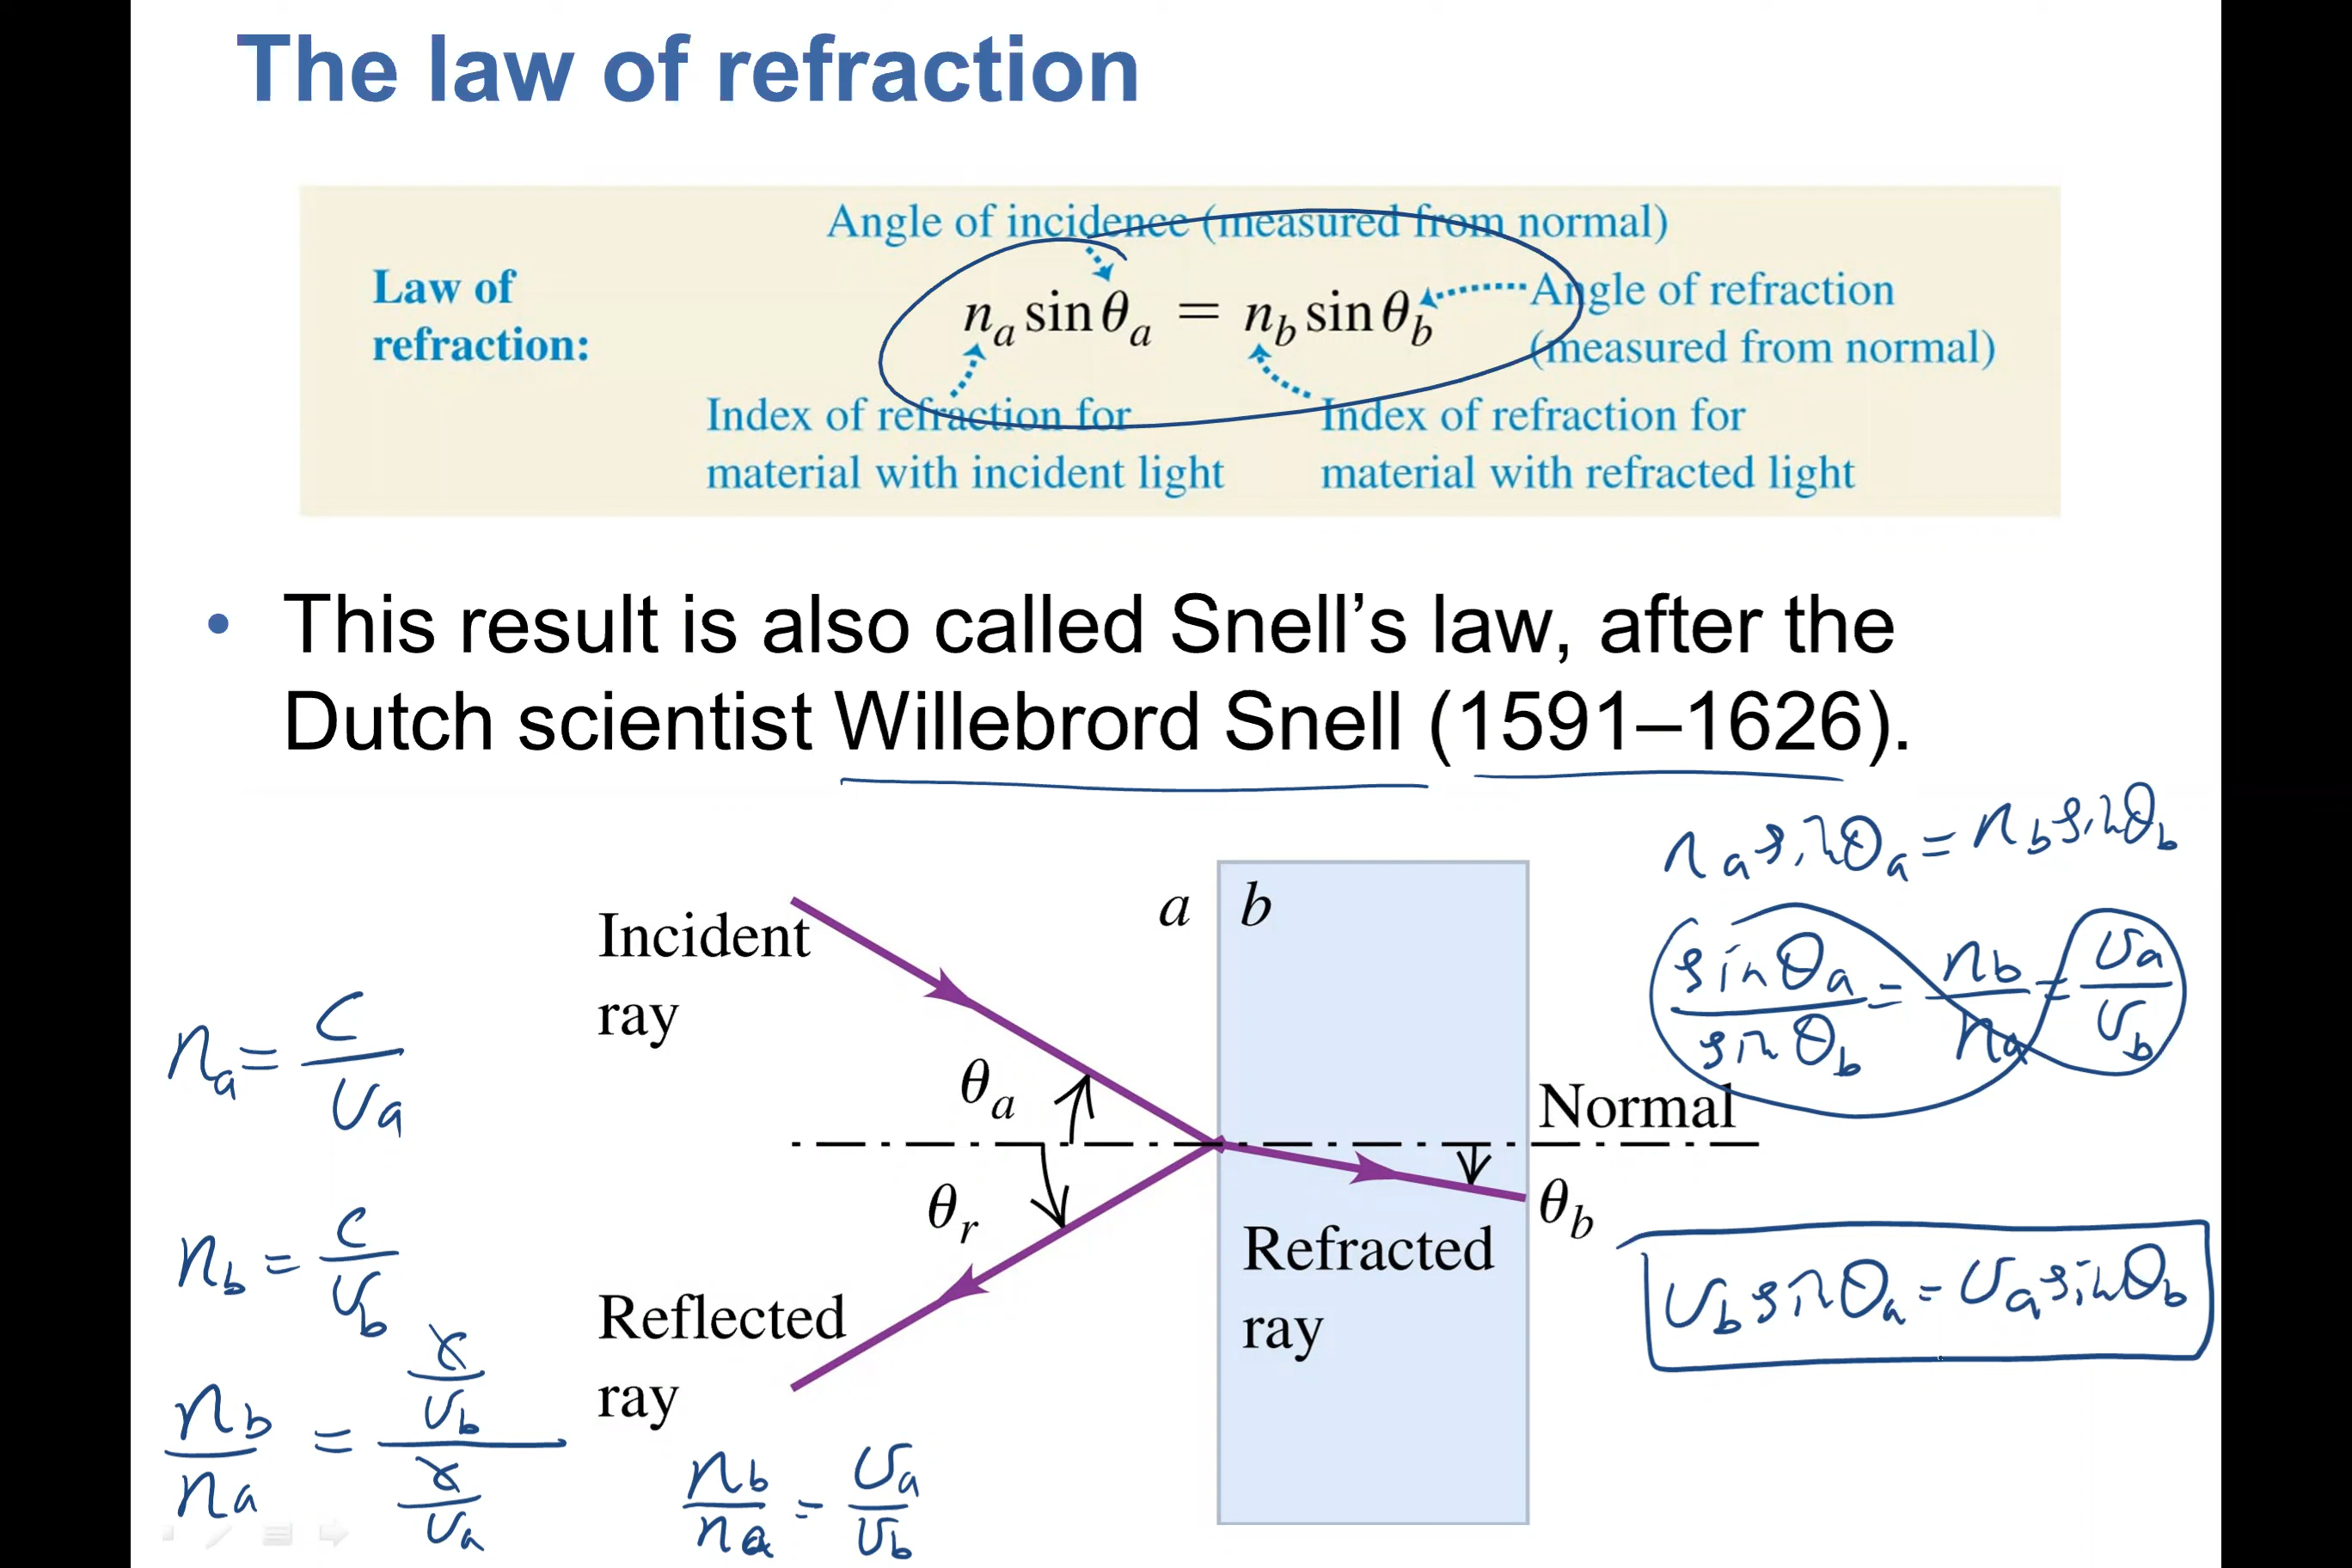 The law of refraction
Angle of incidence (measured from normal)
Law of
refraction:
nₐ sin θₐ = n_b sin θ_b
Angle of refraction
(measured from normal)
Index of refraction for
material with incident light
Index of refraction for
material with refracted light
• This result is also called Snell’s law, after the
Dutch scientist Willebrord Snell (1591–1626).
nₐ sin θₐ = n_b sin θ_b
sin θₐ / sin θ_b = n_b / nₐ = vₐ / v_b
a b
Incident
ray
θₐ
Normal
θ_r
θ_b
Refracted
ray
Reflected
ray
v_b sin θₐ = vₐ sin θ_b
nₐ = c / vₐ
n_b = c / v_b
n_b / nₐ = (c / v_b) / (c / vₐ)
n_b / nₐ = vₐ / v_b